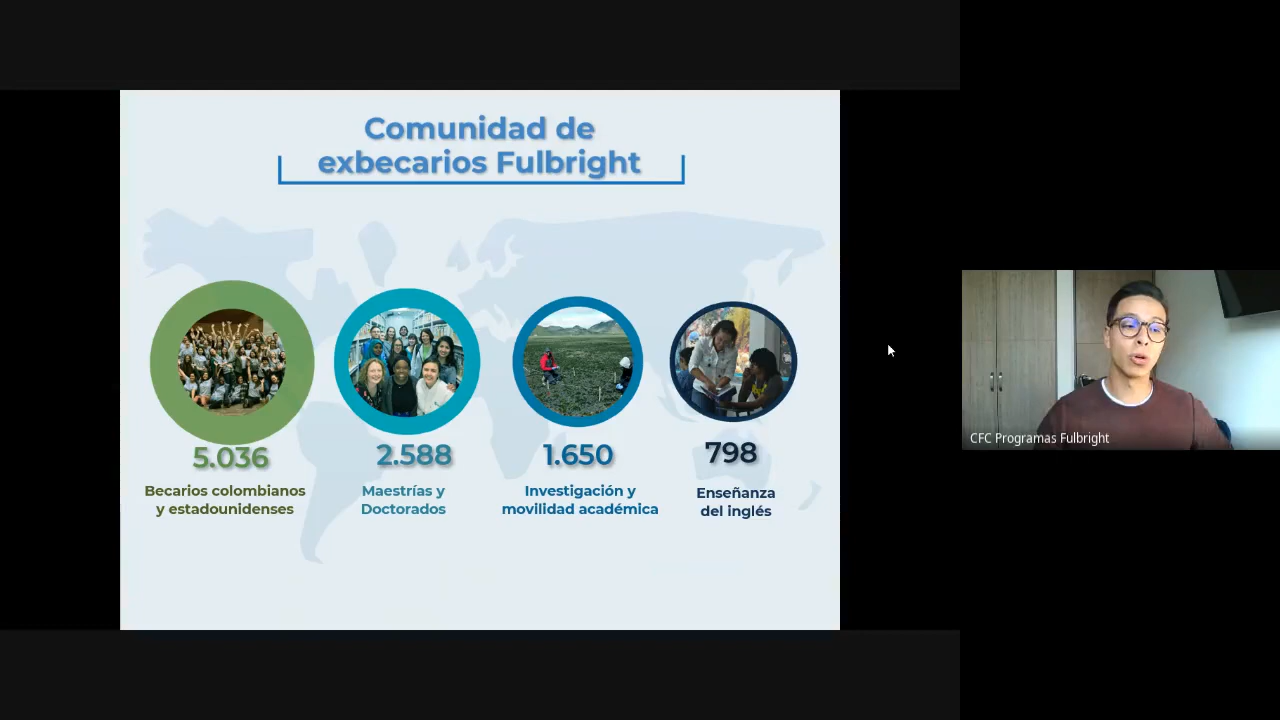 Comunidad de
exbecarios Fulbright
5.036
Becarios colombianos
y estadounidenses
2.588
Maestrías y
Doctorados
1.650
Investigación y
movilidad académica
798
Enseñanza
del inglés
CFC Programas Fulbright